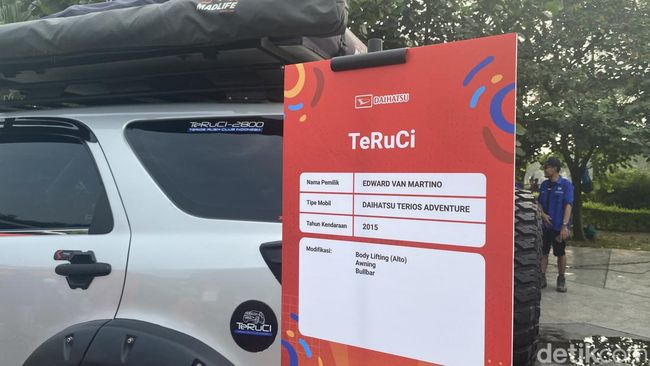 MADLIFE
TeRuCi-2800
TERIOS RUSH CLUB INDONESIA
DAIHATSU
TeRuCi
Nama Pemilik EDWARD VAN MARTINO
Tipe Mobil DAIHATSU TERIOS ADVENTURE
Tahun Kendaraan 2015
Modifikasi: Body Lifting (Alto)
Awning
Bullbar
TeRuCI
detikcom